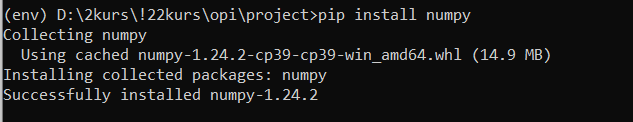 (env) D:\2kurs\!22kurs\opi\project>pip install numpy
Collecting numpy
  Using cached numpy-1.24.2-cp39-cp39-win_amd64.whl (14.9 MB)
Installing collected packages: numpy
Successfully installed numpy-1.24.2